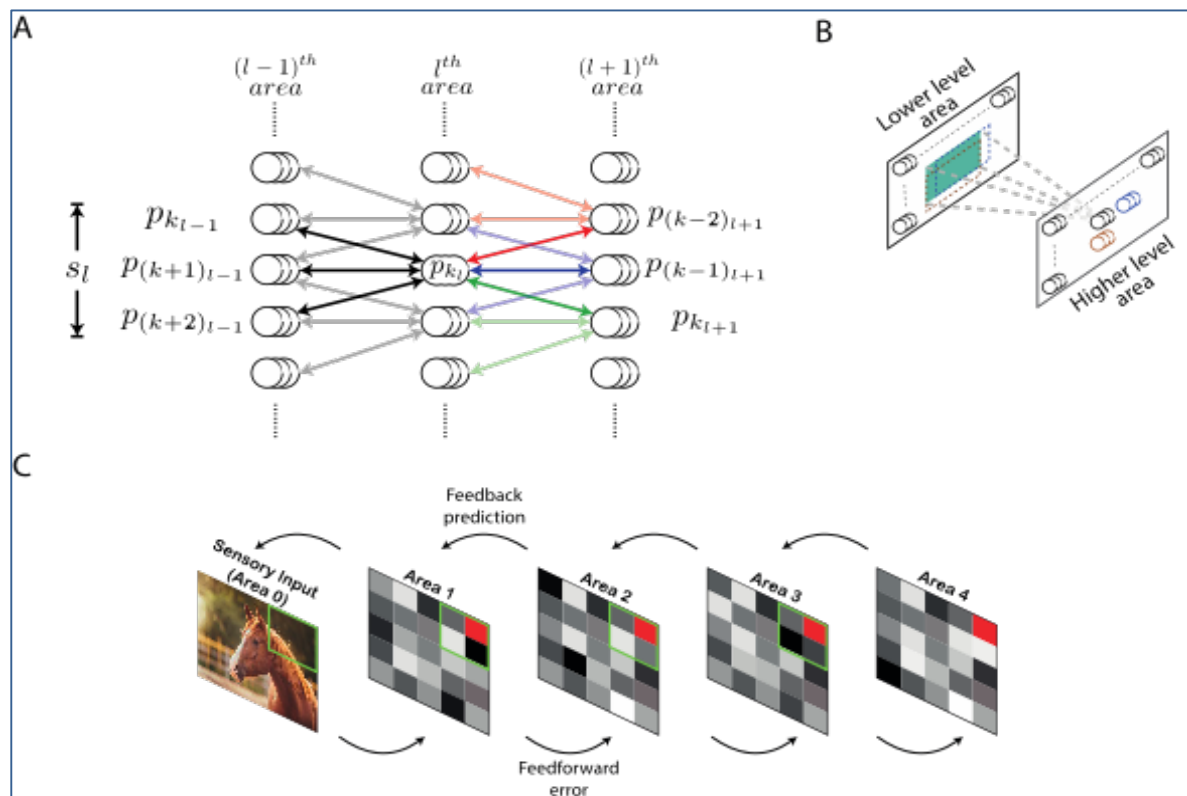 A
(l − 1)^{th} area
l^{th} area
(l + 1)^{th} area
p_{k_{l−1}}
p_{(k+1)_{l−1}}
p_{(k+2)_{l−1}}
s_l
p_{k_l}
p_{(k−2)_{l+1}}
p_{(k−1)_{l+1}}
p_{k_{l+1}}
B
Lower level
area
Higher level
area
C
Feedback
prediction
Sensory Input
(Area 0)
Area 1
Area 2
Area 3
Area 4
Feedforward
error